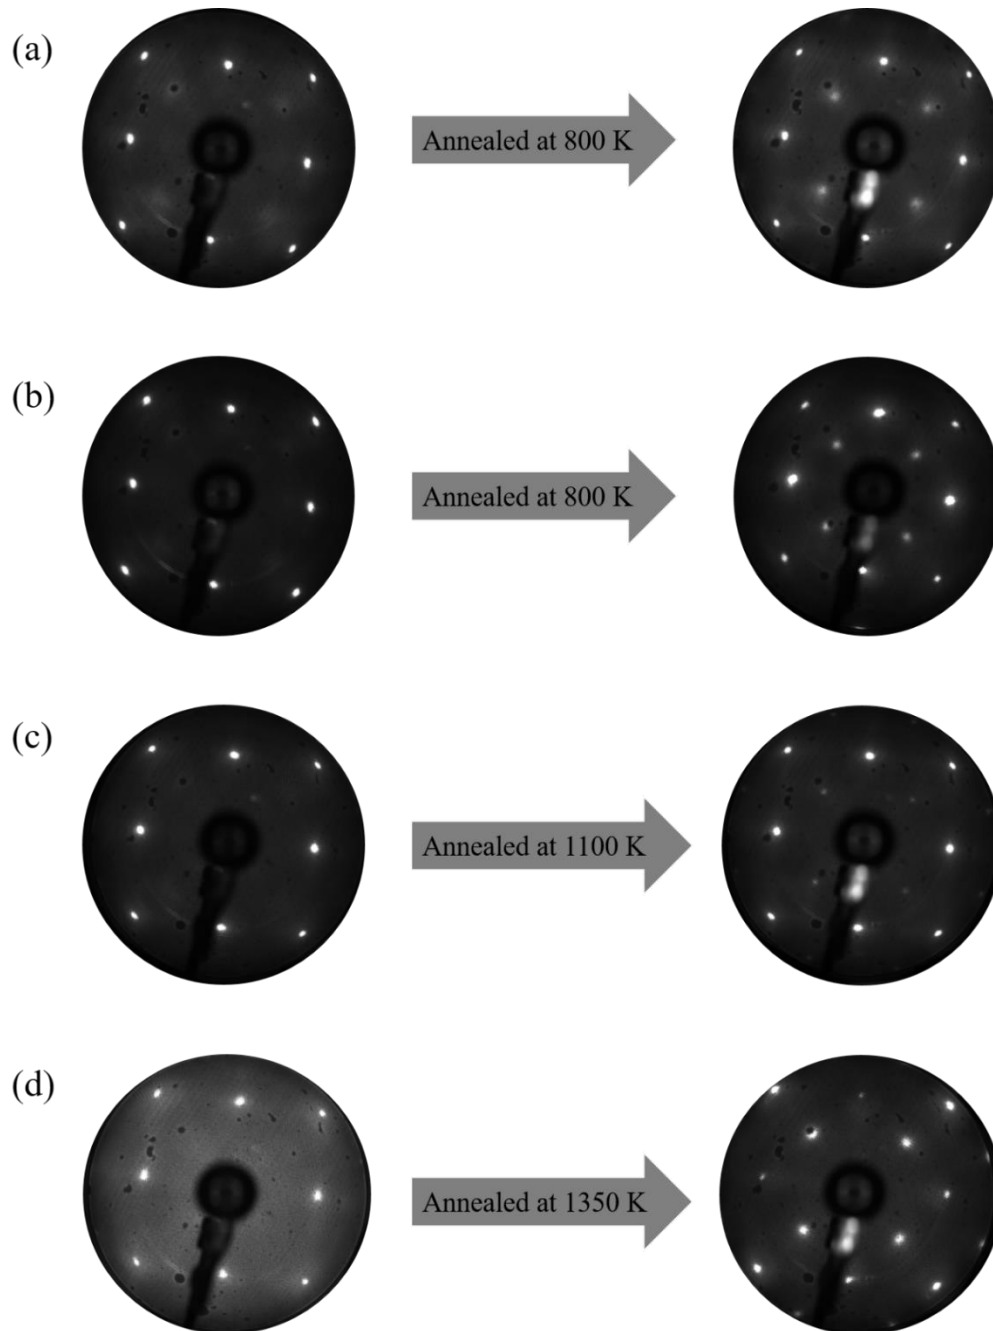 (a)
Annealed at 800 K
(b)
Annealed at 800 K
(c)
Annealed at 1100 K
(d)
Annealed at 1350 K